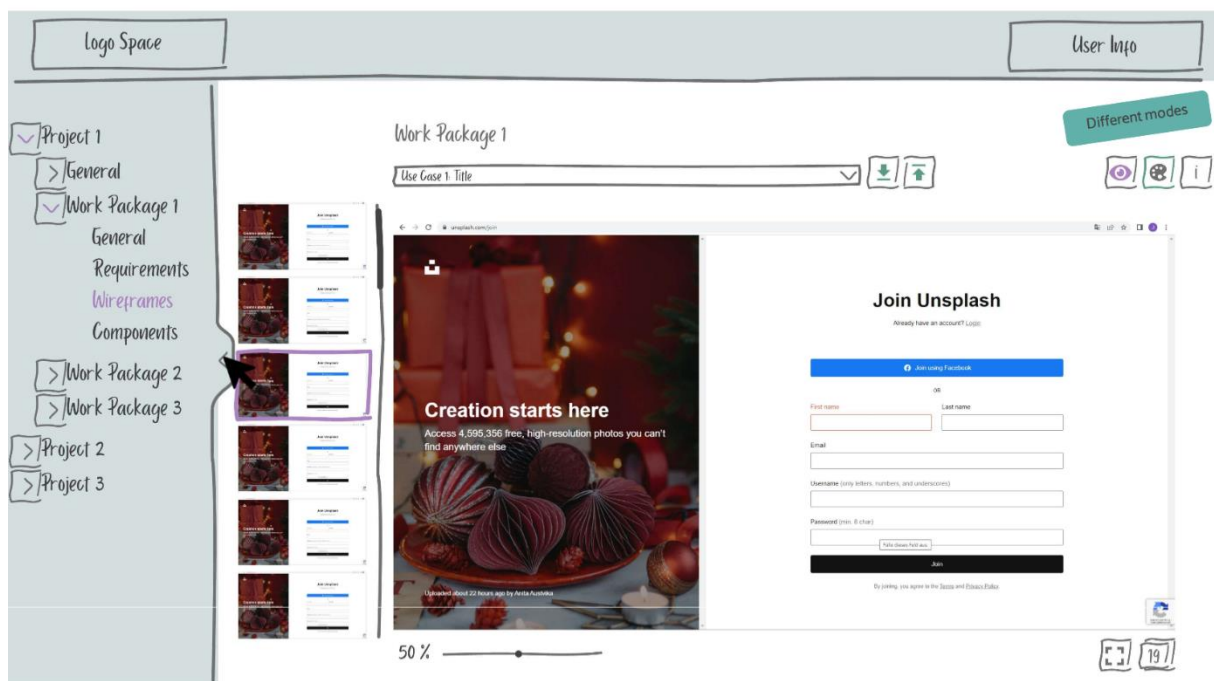 Logo Space
User Info
Different modes
Project 1
General
Work Package 1
General
Requirements
Wireframes
Components
Work Package 2
Work Package 3
Project 2
Project 3
Work Package 1
Use Case 1: Title
i
unsplash.com/join
Creation starts here
Access 4,595,356 free, high-resolution photos you can't
find anywhere else
Uploaded about 22 hours ago by
Join Unsplash
Already have an account? Login
Join using Facebook
OR
First name Last name
Email
Username (only letters, numbers, and underscores)
Password (min. 8 char)
Join
By joining, you agree to the Terms and Privacy Policy.
50 %
19